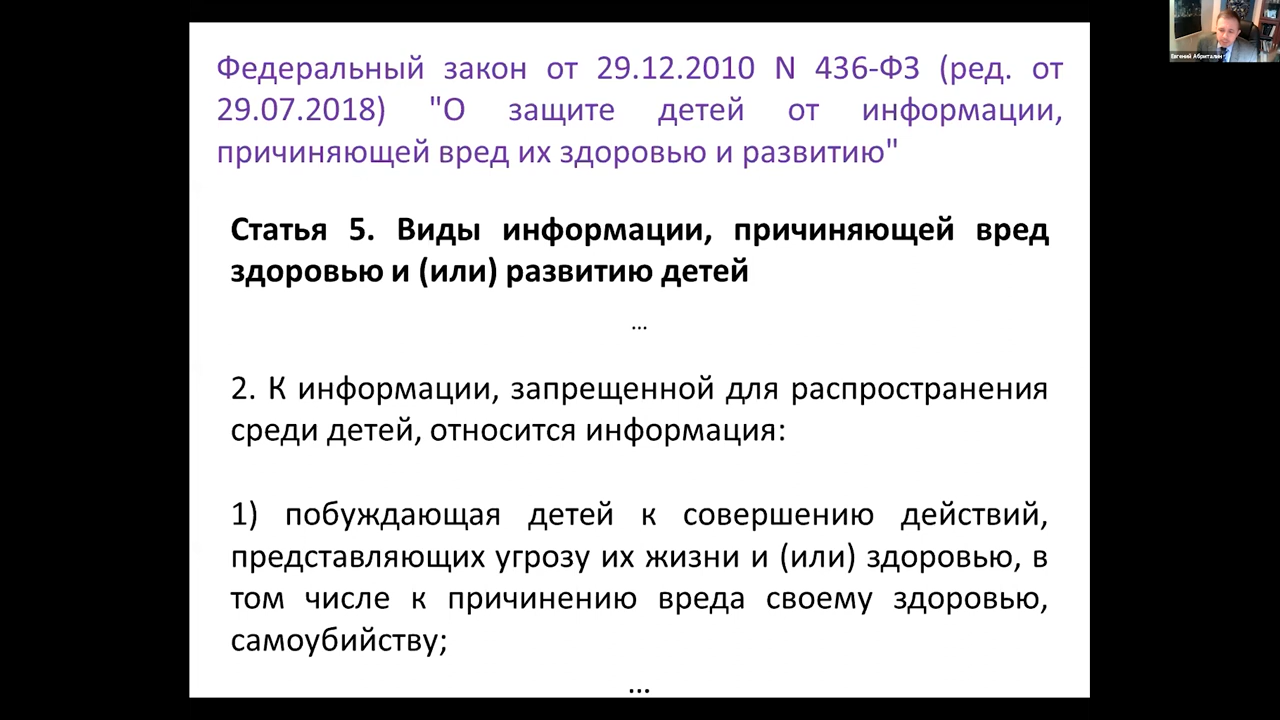 Федеральный закон от 29.12.2010 N 436-ФЗ (ред. от
29.07.2018) "О защите детей от информации,
причиняющей вред их здоровью и развитию"
Статья 5. Виды информации, причиняющей вред
здоровью и (или) развитию детей
...
2. К информации, запрещенной для распространения
среди детей, относится информация:
1) побуждающая детей к совершению действий,
представляющих угрозу их жизни и (или) здоровью, в
том числе к причинению вреда своему здоровью,
самоубийству;
...
Евгений Абриталин